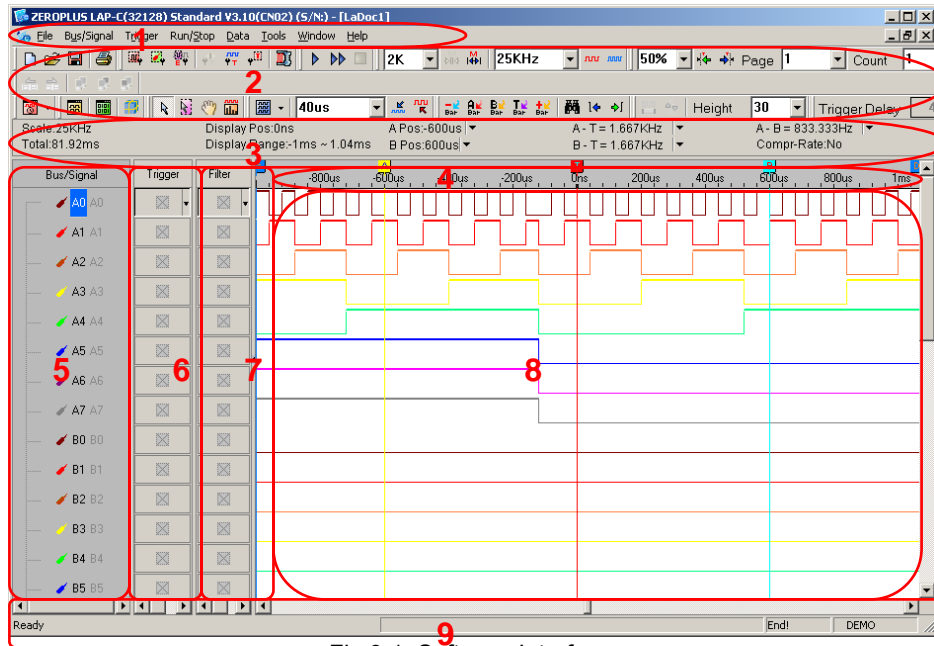 ZEROPLUS LAP-C(32128) Standard V3.10(CN02) (S/N:) - [LaDoc1]
File Bus/Signal Trigger Run/Stop Data Tools Window Help
1
2K 25KHz 50% Page 1 Count 1
2
40us Bar Bar Bar Bar Bar Height 30 Trigger Delay
Scale:25KHz Display Pos:0ns A Pos:-600us A - T = 1.667KHz A - B = 833.333Hz
Total:81.92ms Display Range:-1ms ~ 1.04ms B Pos:600us B - T = 1.667KHz Compr-Rate:No
3
Bus/Signal Trigger Filter A T B
-800us -600us -400us -200us 0ns 200us 400us 600us 800us 1ms
4
A0 A0
A1 A1
A2 A2
A3 A3
A4 A4
A5 A5
5 6 7 8
A6 A6
A7 A7
B0 B0
B1 B1
B2 B2
B3 B3
B4 B4
B5 B5
Ready End! DEMO
9